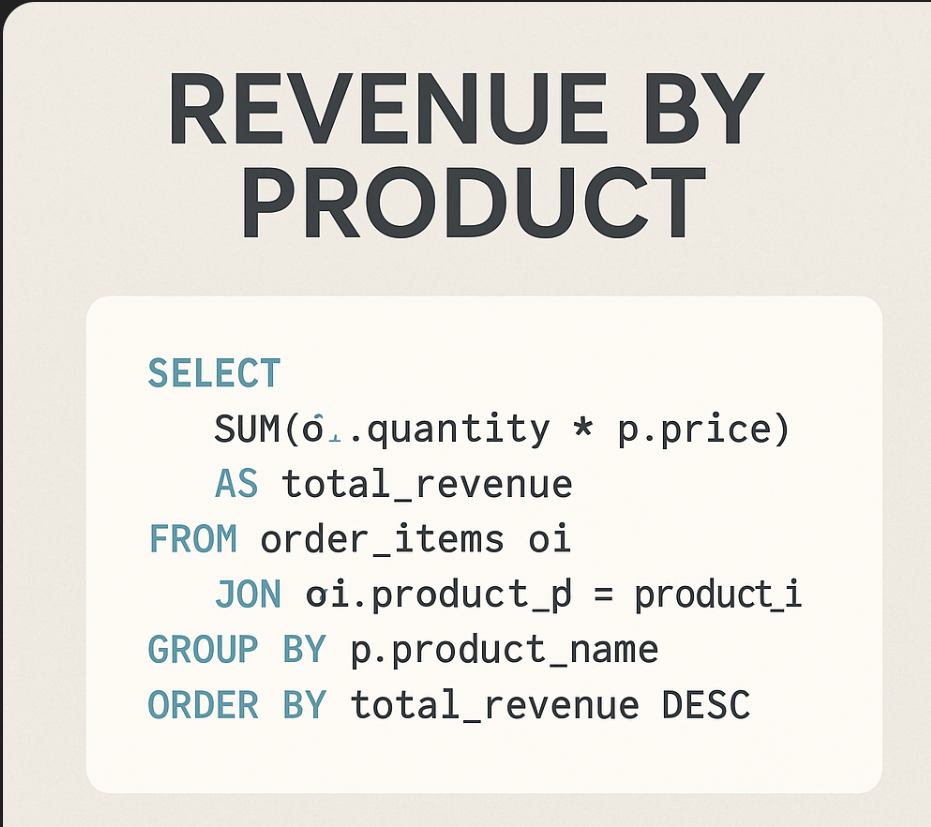 REVENUE BY
PRODUCT
SELECT
SUM( .quantity * p.price)
AS total_revenue
FROM order_items oi
JON oi.product_p = product_i
GROUP BY p.product_name
ORDER BY total_revenue DESC